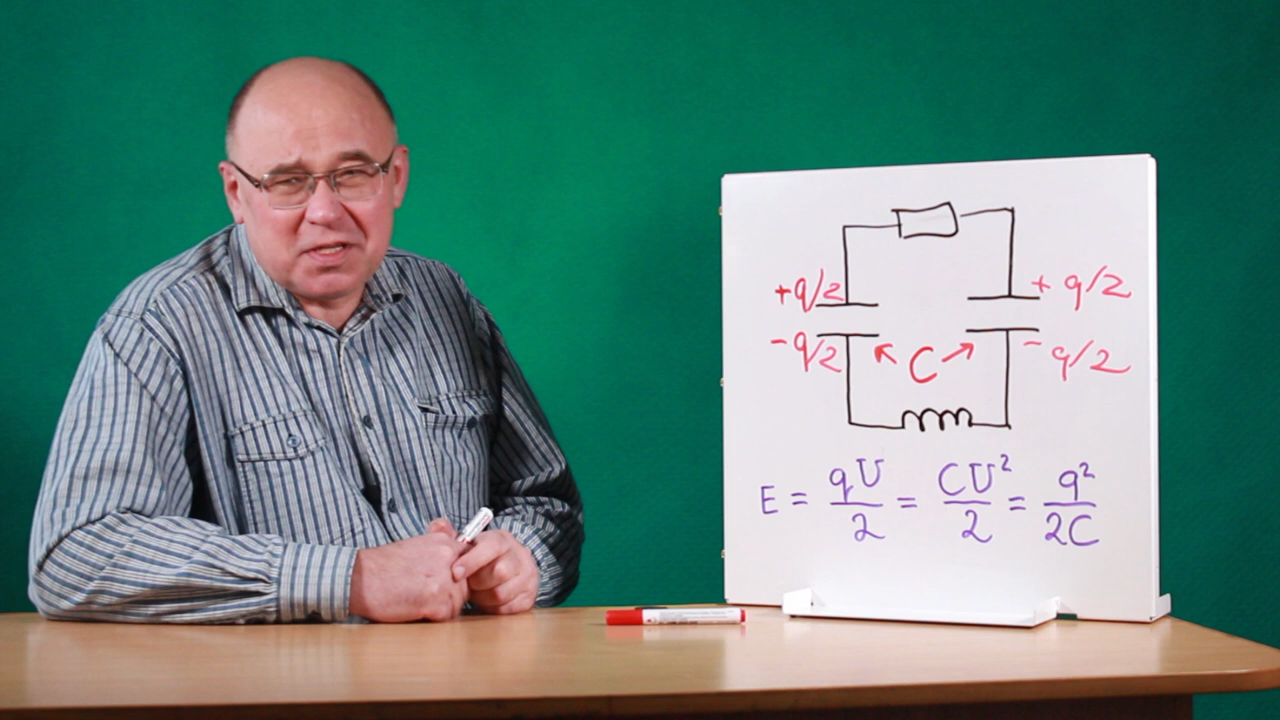 +q/2 + q/2
-q/2 C - q/2
E = qU/2 = CU²/2 = q²/2C